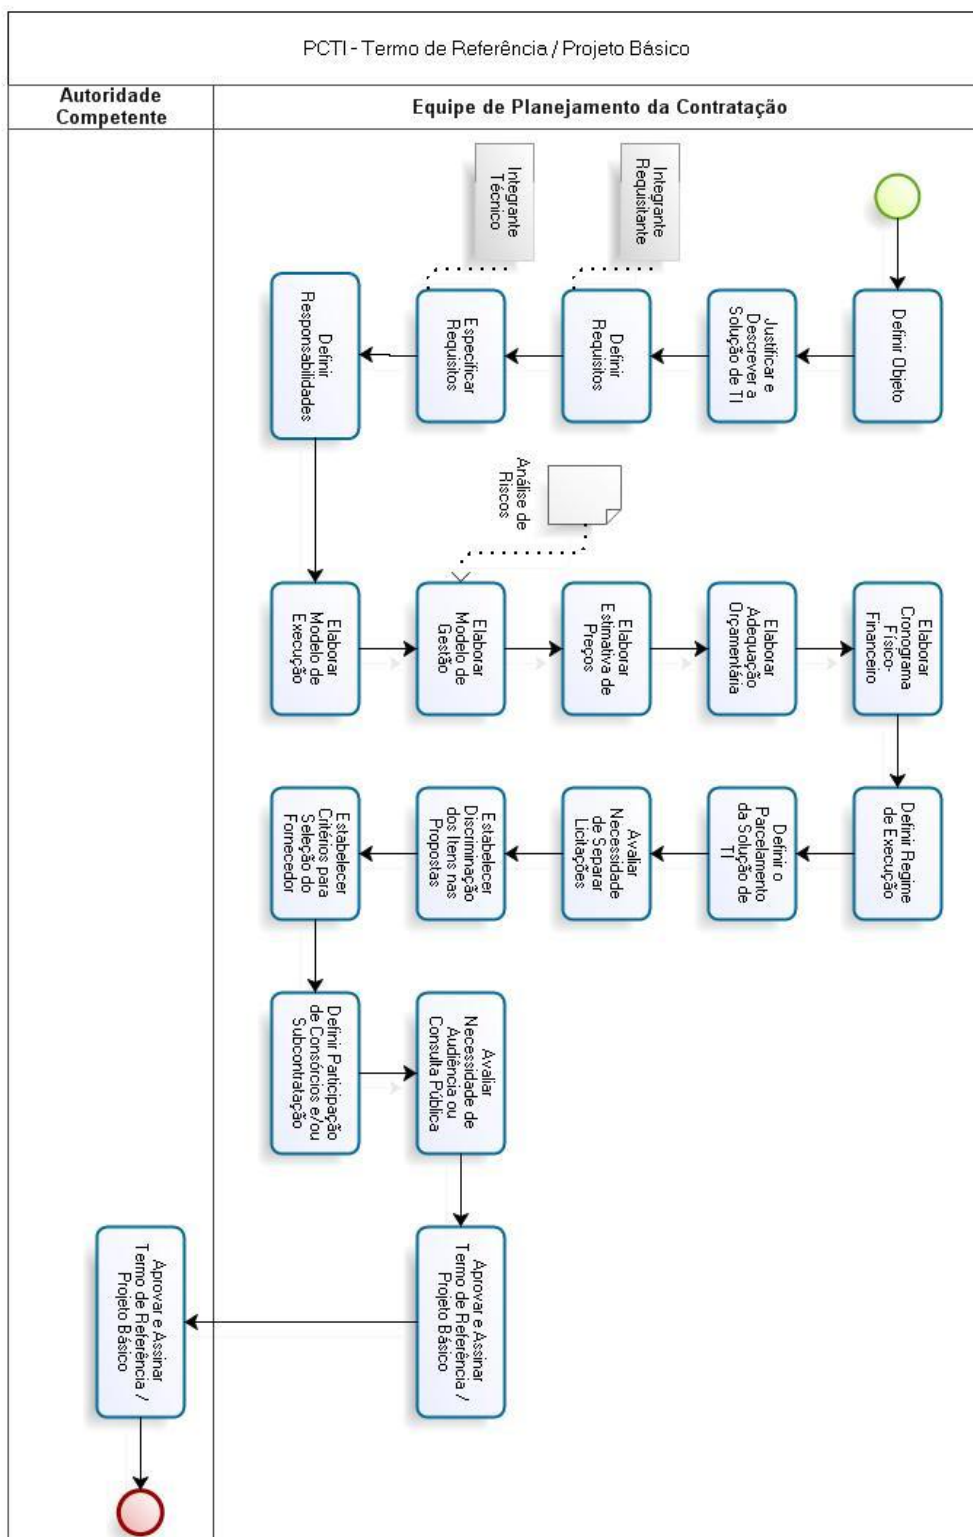 PCTI - Termo de Referência / Projeto Básico
Autoridade
Competente
Equipe de Planejamento da Contratação
Integrante
Requisitante
Integrante
Técnico
Definir Objeto
Justificar e
Descrever a
Solução de TI
Definir
Requisitos
Especificar
Requisitos
Definir
Responsabilidades
Análise de
Riscos
Elaborar
Modelo de
Execução
Elaborar
Modelo de
Gestão
Elaborar
Estimativa de
Preços
Elaborar
Adequação
Orçamentária
Elaborar
Cronograma
Físico-
Financeiro
Definir Regime
de Execução
Definir o
Parcelamento
da Solução de
TI
Avaliar
Necessidade
de Separar
Licitações
Estabelecer
Discriminação
dos Itens nas
Propostas
Estabelecer
Critérios para
Seleção do
Fornecedor
Definir Participação
de Consórcios e/ou
Subcontratação
Avaliar
Necessidade de
Audiência ou
Consulta Pública
Aprovar e Assinar
Termo de Referência /
Projeto Básico
Aprovar e Assinar
Termo de Referência /
Projeto Básico